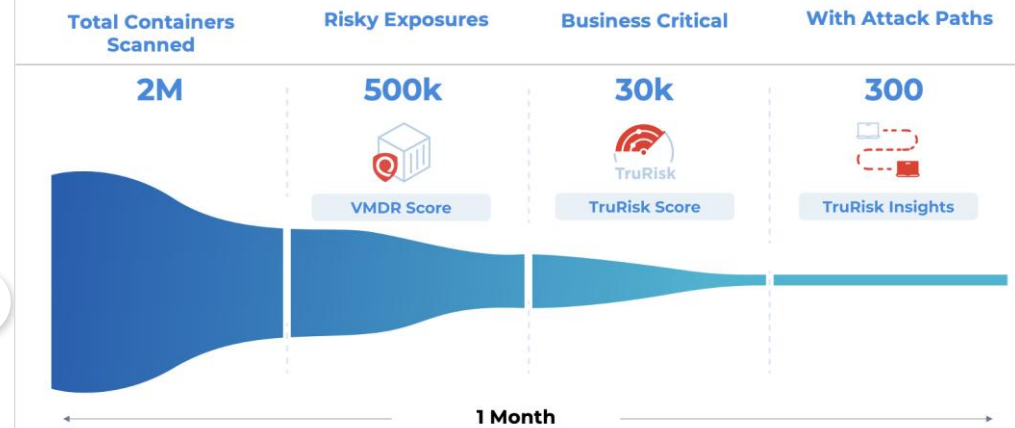 Total Containers
Scanned
Risky Exposures
Business Critical
With Attack Paths
2M
500k
30k
300
TruRisk
VMDR Score
TruRisk Score
TruRisk Insights
1 Month